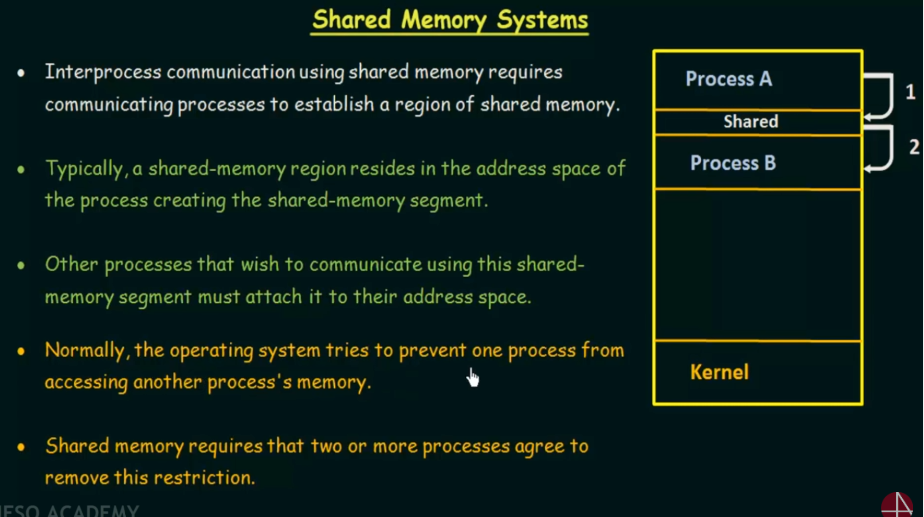 Shared Memory Systems
• Interprocess communication using shared memory requires
communicating processes to establish a region of shared memory.
• Typically, a shared-memory region resides in the address space of
the process creating the shared-memory segment.
• Other processes that wish to communicate using this shared-
memory segment must attach it to their address space.
• Normally, the operating system tries to prevent one process from
accessing another process's memory.
• Shared memory requires that two or more processes agree to
remove this restriction.
Process A
1
Shared
2
Process B
Kernel
NESO ACADEMY